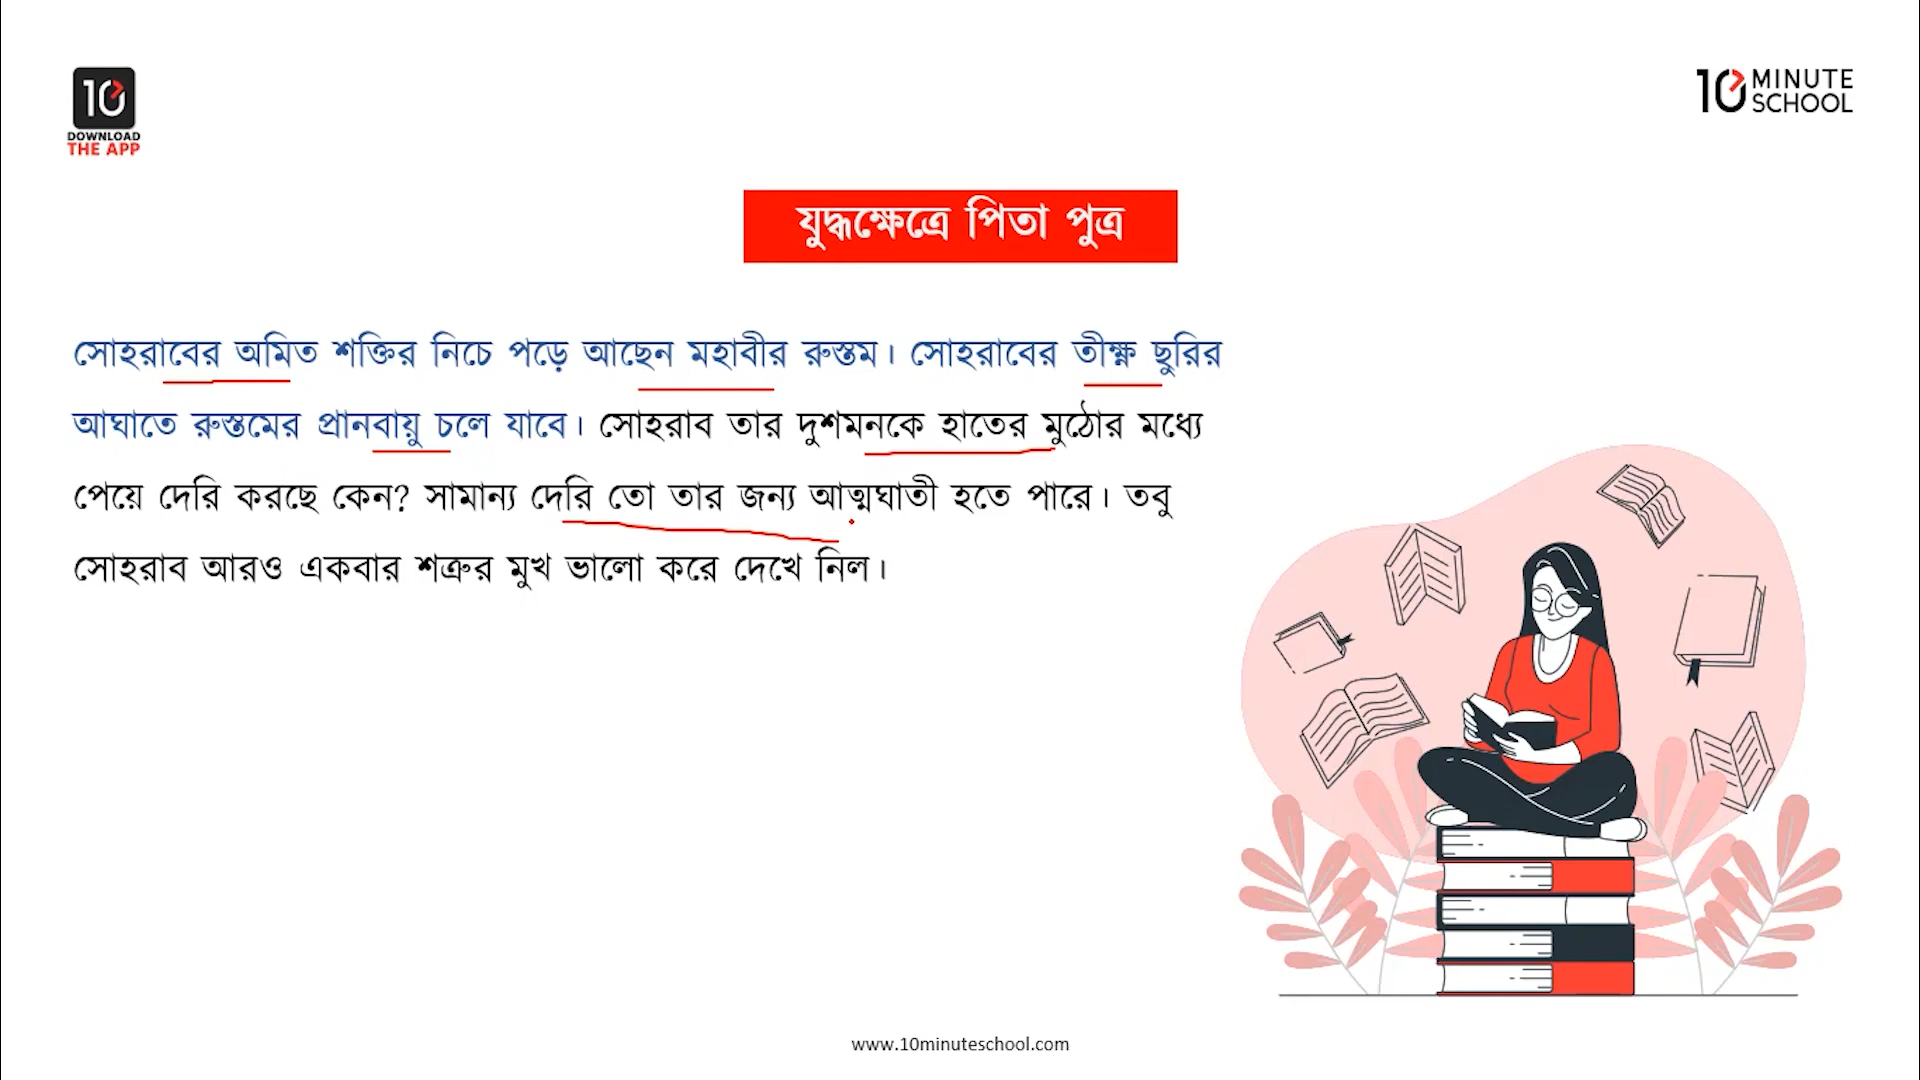 10
DOWNLOAD
THE APP
10 MINUTE
SCHOOL
যুদ্ধক্ষেত্রে পিতা পুত্র
সোহরাবের অমিত শক্তির নিচে পড়ে আছেন মহাবীর রুস্তম। সোহরাবের তীক্ষ্ণ ছুরির
আঘাতে রুস্তমের প্রানবায়ু চলে যাবে। সোহরাব তার দুশমনকে হাতের মুঠোর মধ্যে
পেয়ে দেরি করছে কেন? সামান্য দেরি তো তার জন্য আত্মঘাতী হতে পারে। তবু
সোহরাব আরও একবার শত্রুর মুখ ভালো করে দেখে নিল।
www.10minuteschool.com